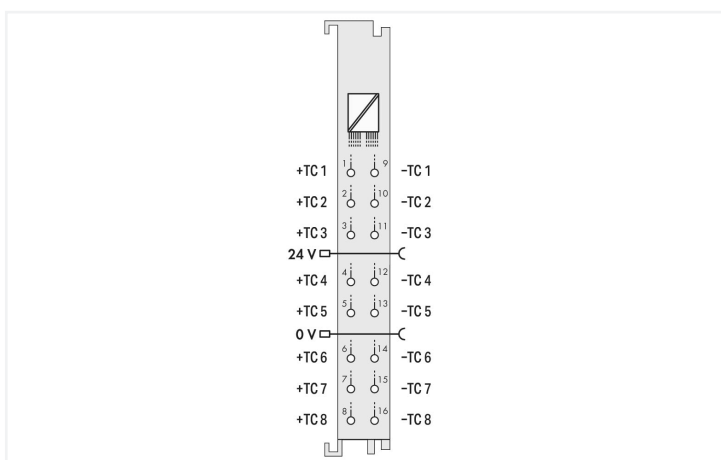 +TC 1 1 9 –TC 1
+TC 2 2 10 –TC 2
+TC 3 3 11 –TC 3
24 V
+TC 4 4 12 –TC 4
+TC 5 5 13 –TC 5
0 V
+TC 6 6 14 –TC 6
+TC 7 7 15 –TC 7
+TC 8 8 16 –TC 8